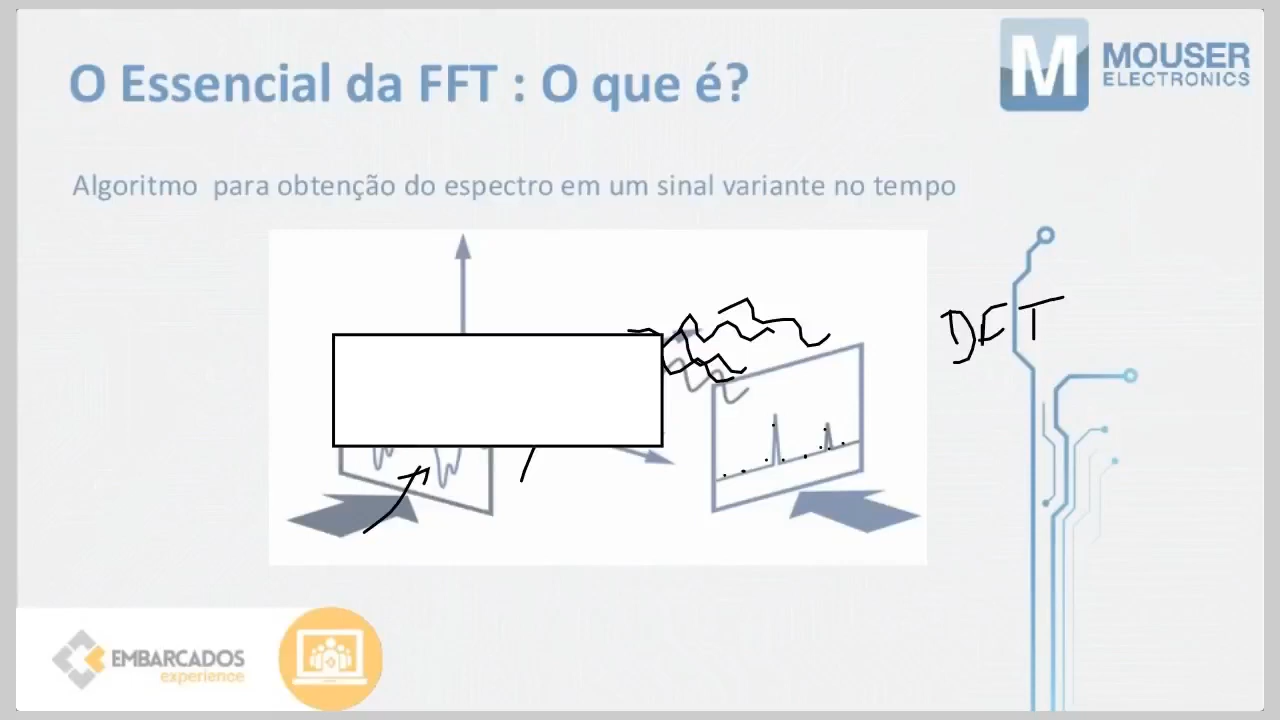 O Essencial da FFT : O que é?
M MOUSER
ELECTRONICS
Algoritmo para obtenção do espectro em um sinal variante no tempo
DFT
EMBARCADOS
experience